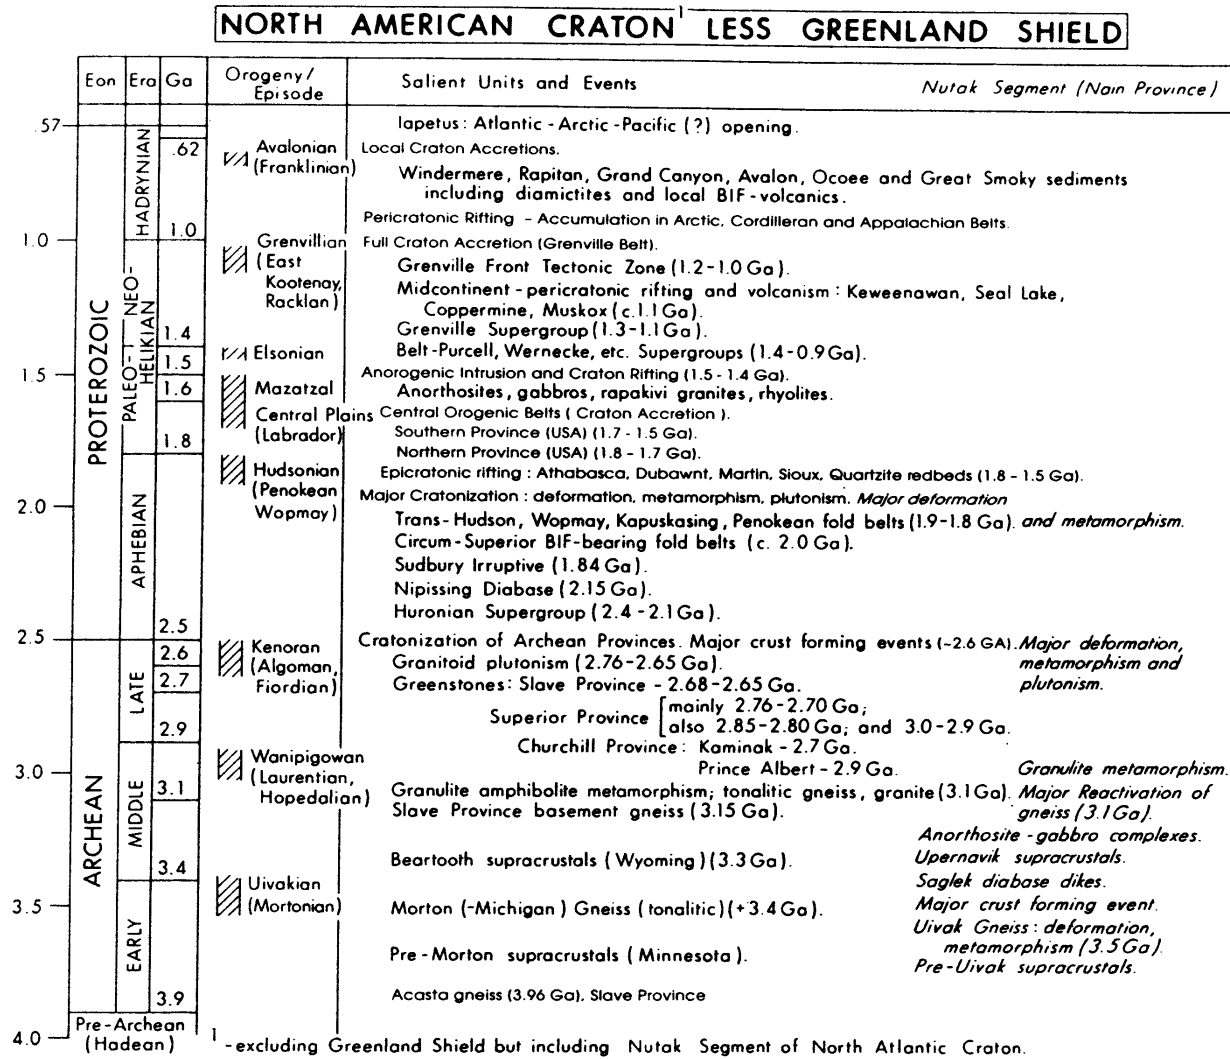 NORTH AMERICAN CRATON¹ LESS GREENLAND SHIELD
Eon Era Ga Orogeny/ Episode Salient Units and Events Nutak Segment (Nain Province)
.57 Iapetus: Atlantic-Arctic-Pacific (?) opening.
HADRYNIAN
.62 Avalonian Local Craton Accretions.
(Franklinian) Windermere, Rapitan, Grand Canyon, Avalon, Ocoee and Great Smoky sediments
including diamictites and local BIF-volcanics.
1.0 Pericratonic Rifting - Accumulation in Arctic, Cordilleran and Appalachian Belts.
1.0 Grenvillian Full Craton Accretion (Grenville Belt).
(East Grenville Front Tectonic Zone (1.2-1.0 Ga).
Kootenay, Midcontinent-pericratonic rifting and volcanism: Keweenawan, Seal Lake,
Racklan) Coppermine, Muskox (c.1.1 Ga).
PROTEROZOIC
PALEO- NEO-
HELIKIAN
1.4 Grenville Supergroup (1.3-1.1 Ga).
Elsonian Belt-Purcell, Wernecke, etc. Supergroups (1.4-0.9 Ga).
1.5 1.5 Anorogenic Intrusion and Craton Rifting (1.5-1.4 Ga).
1.6 Mazatzal Anorthosites, gabbros, rapakivi granites, rhyolites.
Central Plains Central Orogenic Belts (Craton Accretion).
1.8 (Labrador) Southern Province (USA) (1.7-1.5 Ga).
Northern Province (USA) (1.8-1.7 Ga).
Hudsonian Epicratonic rifting: Athabasca, Dubawnt, Martin, Sioux, Quartzite redbeds (1.8-1.5 Ga).
(Penokean Major Cratonization: deformation, metamorphism, plutonism. Major deformation
2.0 Wopmay) Trans-Hudson, Wopmay, Kapuskasing, Penokean fold belts (1.9-1.8 Ga). and metamorphism.
APHEBIAN
Circum-Superior BIF-bearing fold belts (c. 2.0 Ga).
Sudbury Irruptive (1.84 Ga).
Nipissing Diabase (2.15 Ga).
2.5 Huronian Supergroup (2.4-2.1 Ga).
2.5 Kenoran Cratonization of Archean Provinces. Major crust forming events (~2.6 GA). Major deformation,
2.6 (Algoman, Granitoid plutonism (2.76-2.65 Ga). metamorphism and
2.7 Fiordian) Greenstones: Slave Province - 2.68-2.65 Ga. plutonism.
LATE
Superior Province [mainly 2.76-2.70 Ga;
2.9 also 2.85-2.80 Ga; and 3.0-2.9 Ga.
Wanipigowan Churchill Province: Kaminak - 2.7 Ga.
3.0 (Laurentian, Prince Albert - 2.9 Ga. Granulite metamorphism.
3.1 Hopedalian) Granulite amphibolite metamorphism; tonalitic gneiss, granite (3.1 Ga). Major Reactivation of
Slave Province basement gneiss (3.15 Ga). gneiss (3.1 Ga).
ARCHEAN
MIDDLE
Anorthosite-gabbro complexes.
3.4 Beartooth supracrustals (Wyoming) (3.3 Ga). Upernavik supracrustals.
Uivakian Saglek diabase dikes.
3.5 (Mortonian) Morton (-Michigan) Gneiss (tonalitic) (+3.4 Ga). Major crust forming event.
EARLY
Uivak Gneiss: deformation,
Pre-Morton supracrustals (Minnesota). metamorphism (3.5 Ga).
Pre-Uivak supracrustals.
3.9 Acasta gneiss (3.96 Ga), Slave Province
Pre-Archean
4.0 (Hadean) ¹-excluding Greenland Shield but including Nutak Segment of North Atlantic Craton.